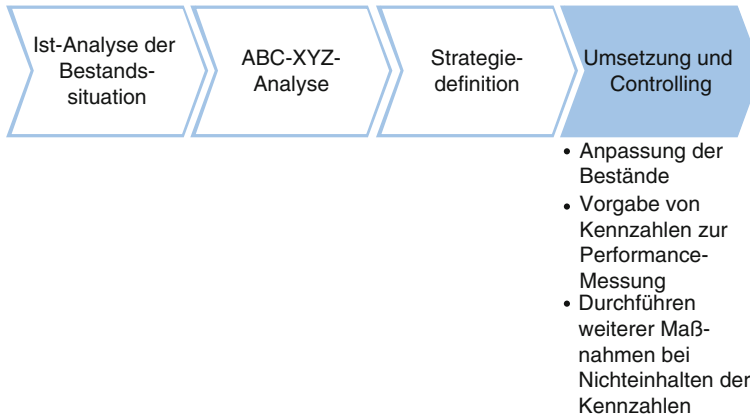 Ist-Analyse der
Bestands-
situation
ABC-XYZ-
Analyse
Strategie-
definition
Umsetzung und
Controlling
• Anpassung der
Bestände
• Vorgabe von
Kennzahlen zur
Performance-
Messung
• Durchführen
weiterer Maß-
nahmen bei
Nichteinhalten der
Kennzahlen